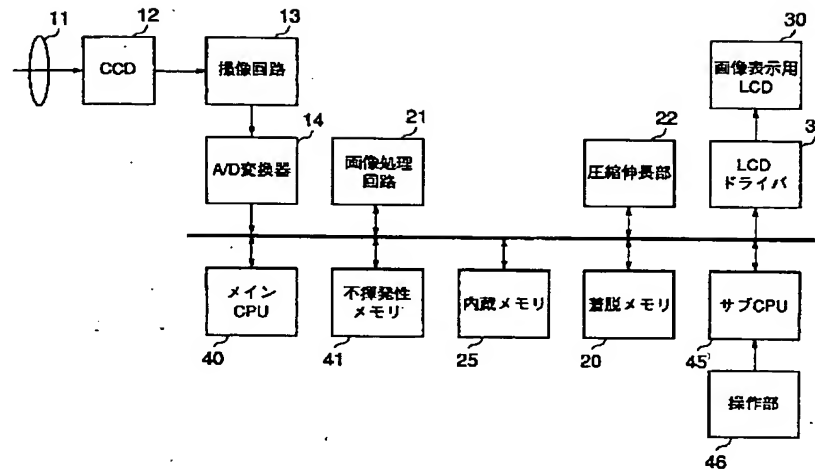 11
12
13
30
CCD
撮像回路
画像表示用
LCD
14
21
22
3
A/D変換器
画像処理
回路
圧縮伸長部
LCD
ドライバ
メイン
CPU
不揮発性
メモリ
内蔵メモリ
着脱メモリ
サブCPU
40
41
25
20
45
操作部
46